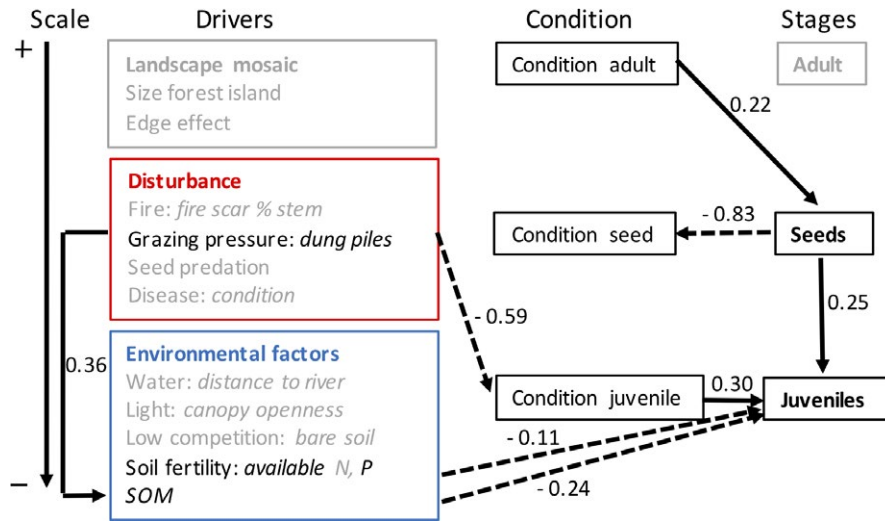 Scale
Drivers
Condition
Stages
+
Landscape mosaic
Size forest island
Edge effect
Condition adult
Adult
0.22
Disturbance
Fire: fire scar % stem
Grazing pressure: dung piles
Seed predation
Disease: condition
Condition seed
- 0.83
Seeds
- 0.59
0.25
0.36
Environmental factors
Water: distance to river
Light: canopy openness
Low competition: bare soil
Soil fertility: available N, P
SOM
Condition juvenile
0.30
Juveniles
- 0.11
- 0.24
−